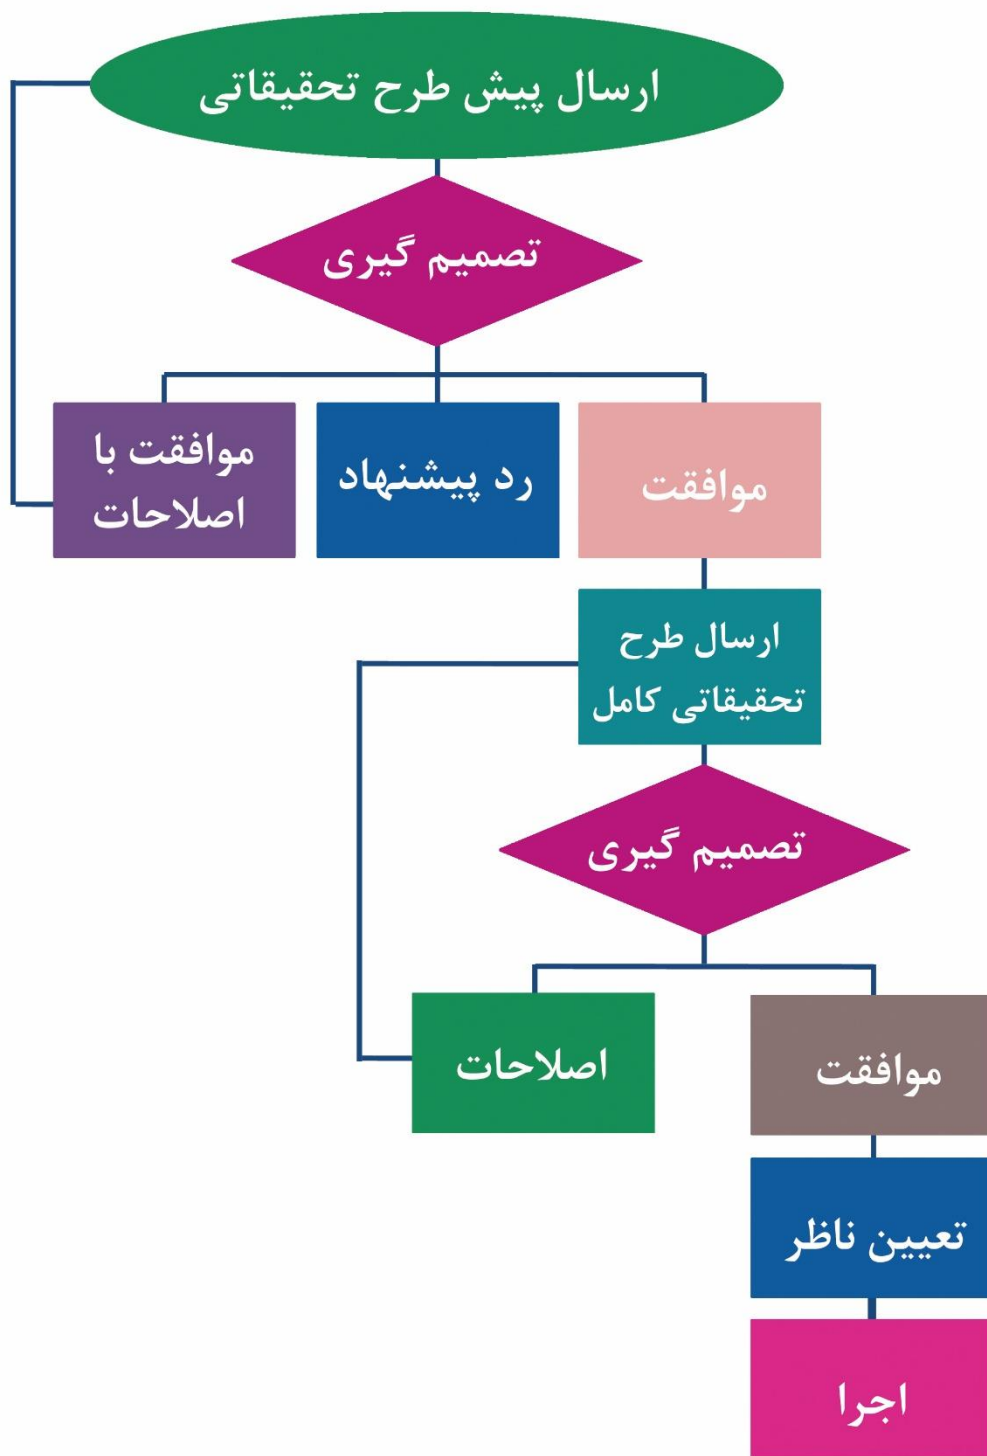 ارسال پیش طرح تحقیقاتی
تصمیم گیری
موافقت
رد پیشنهاد
موافقت با
اصلاحات
ارسال طرح
تحقیقاتی کامل
تصمیم گیری
موافقت
اصلاحات
تعیین ناظر
اجرا